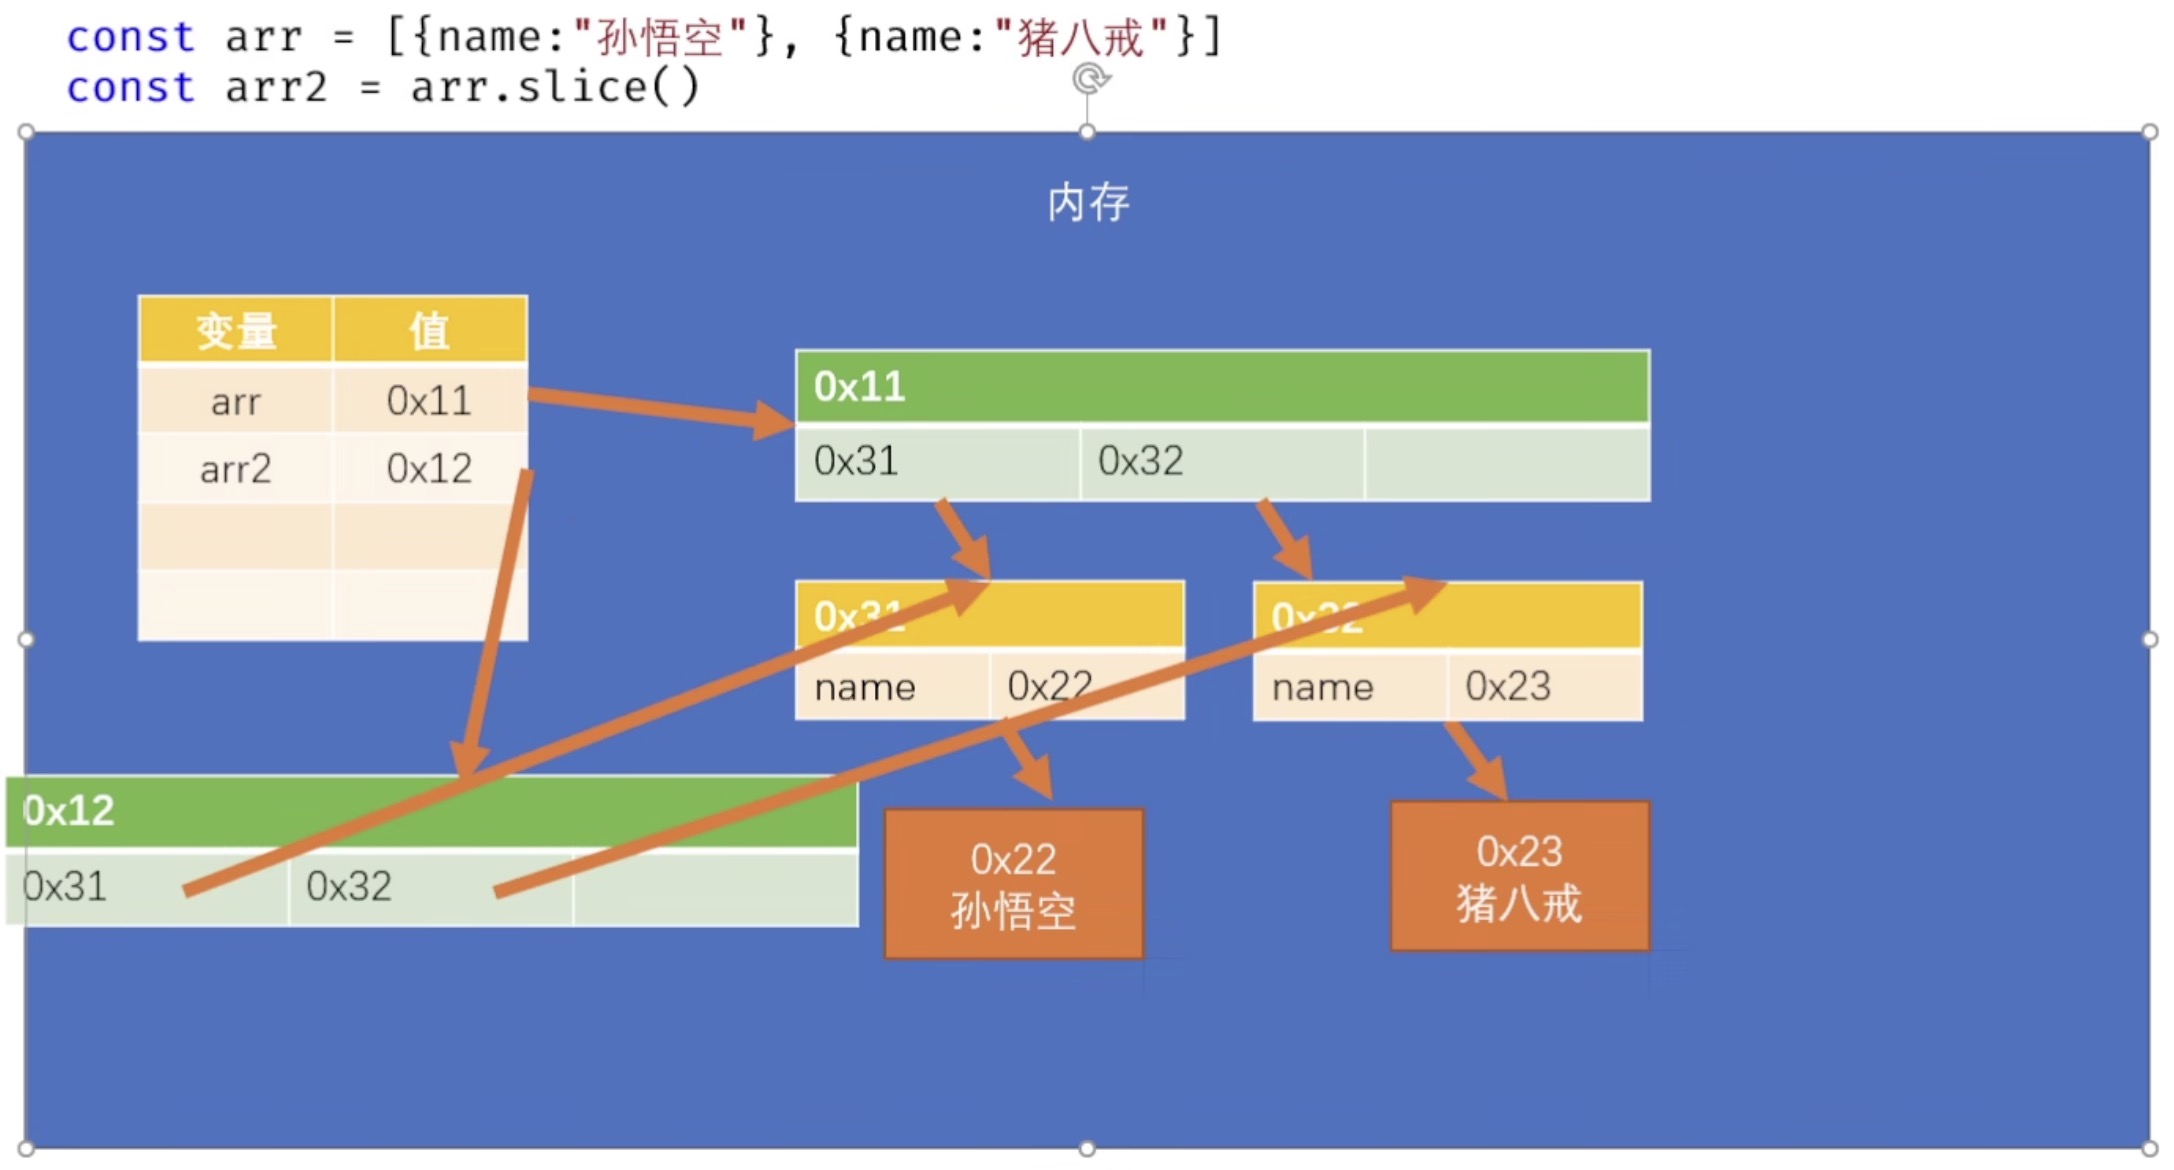 const arr = [{name:"孙悟空"}, {name:"猪八戒"}]
const arr2 = arr.slice()
内存
变量 值
arr 0x11
arr2 0x12
0x11
0x31 0x32
0x31
name 0x22
0x32
name 0x23
0x12
0x31 0x32
0x22
孙悟空
0x23
猪八戒